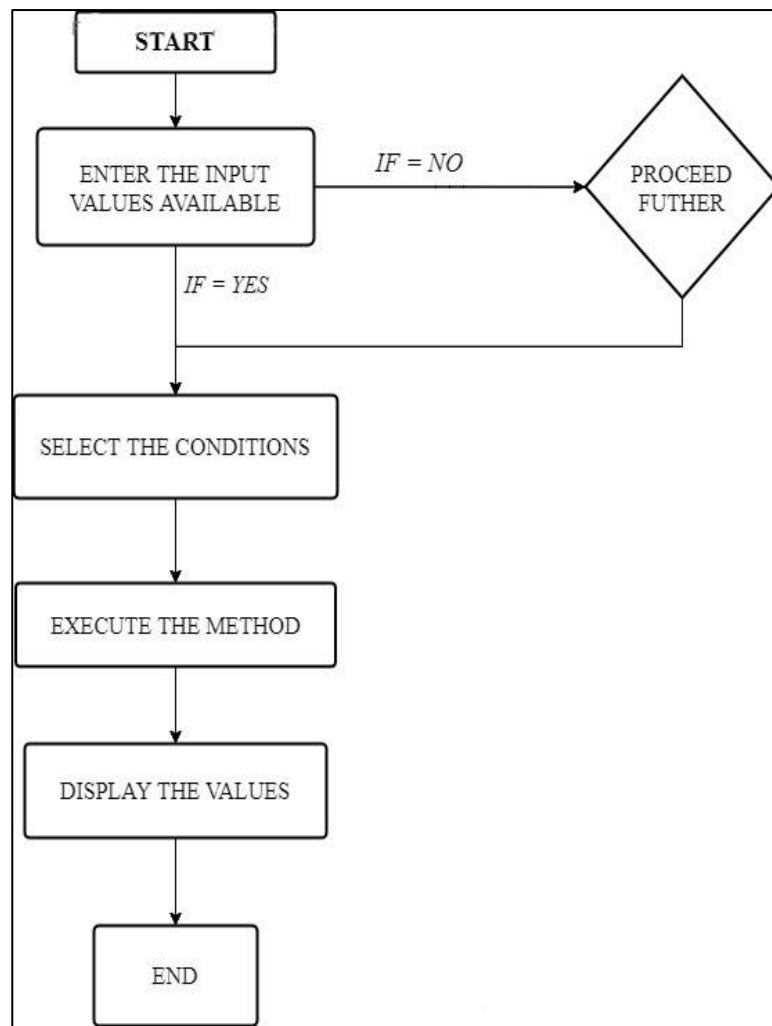 START
ENTER THE INPUT
VALUES AVAILABLE
IF = NO
PROCEED
FUTHER
IF = YES
SELECT THE CONDITIONS
EXECUTE THE METHOD
DISPLAY THE VALUES
END